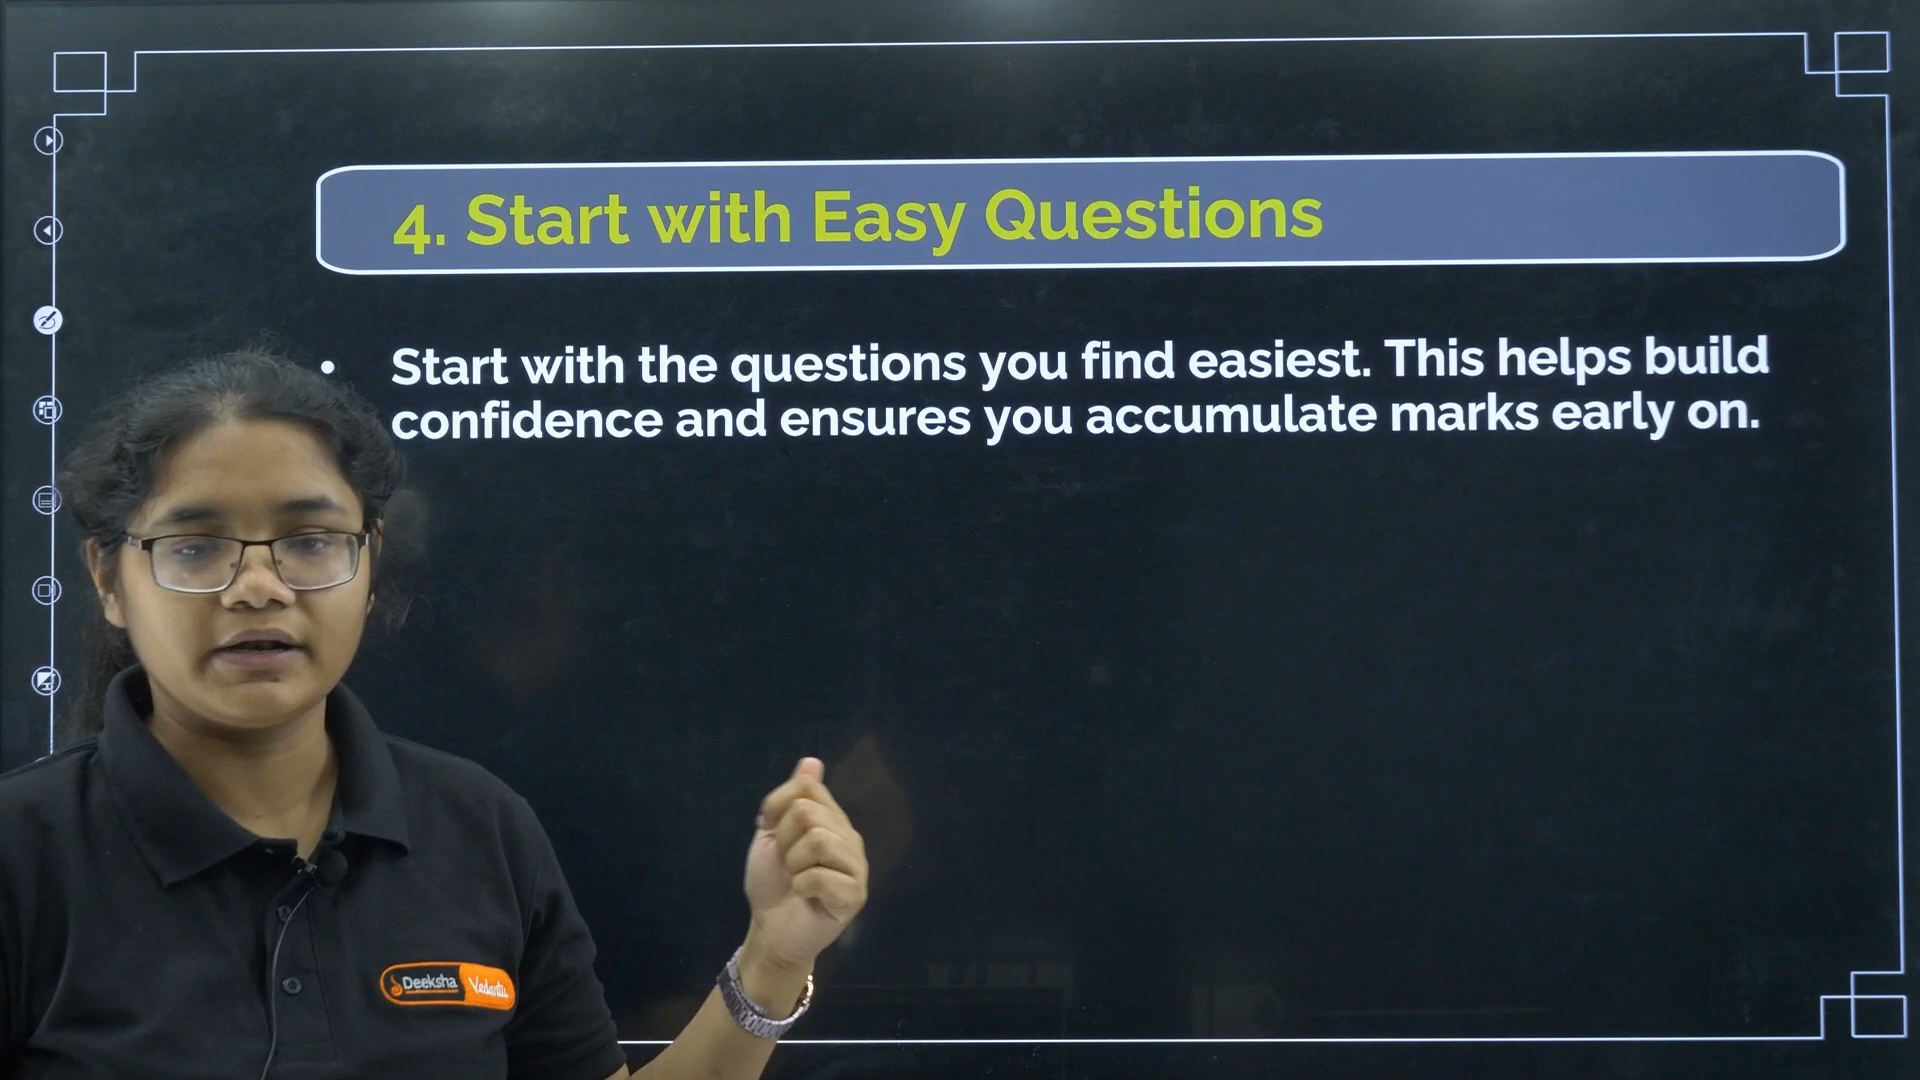 4. Start with Easy Questions
• Start with the questions you find easiest. This helps build
confidence and ensures you accumulate marks early on.
Deeksha Vedantu